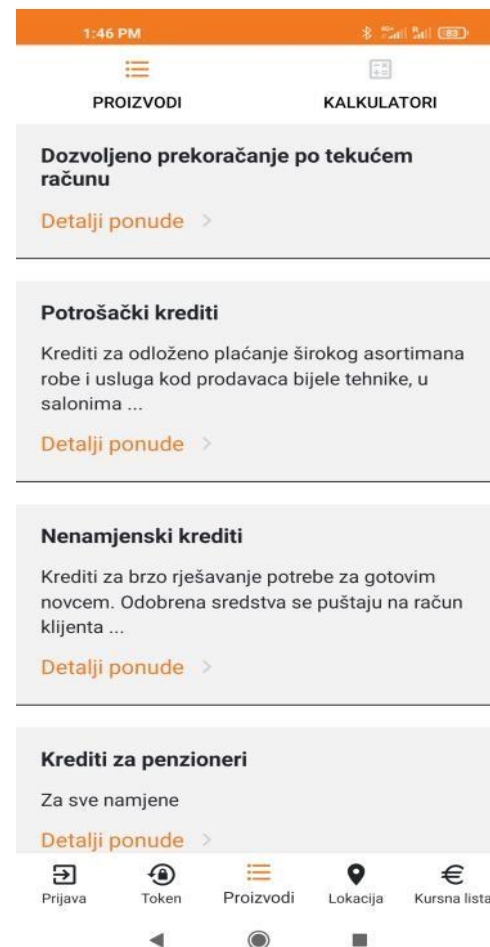 1:46 PM
PROIZVODI KALKULATORI
Dozvoljeno prekoračanje po tekućem
računu
Detalji ponude
Potrošački krediti
Krediti za odloženo plaćanje širokog asortimana
robe i usluga kod prodavaca bijele tehnike, u
salonima ...
Detalji ponude
Nenamjenski krediti
Krediti za brzo rješavanje potrebe za gotovim
novcem. Odobrena sredstva se puštaju na račun
klijenta ...
Detalji ponude
Krediti za penzioneri
Za sve namjene
Detalji ponude
Prijava Token Proizvodi Lokacija Kursna lista